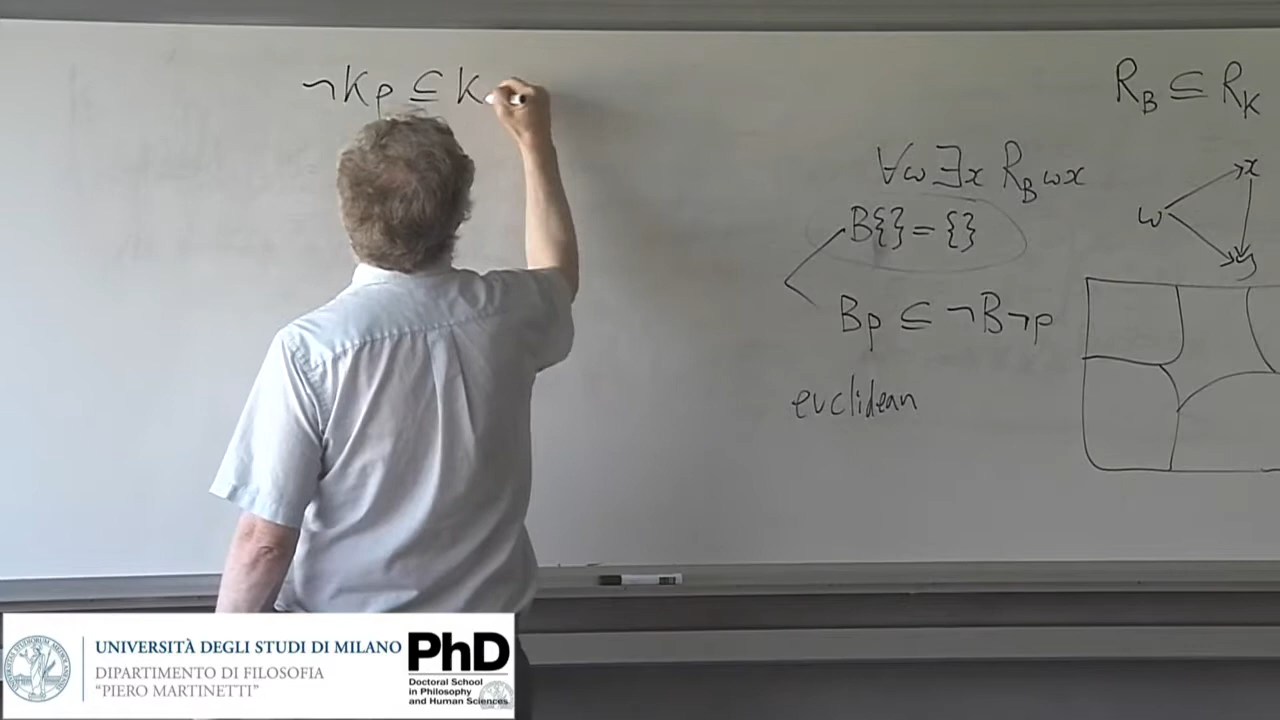 ¬Kp ⊆ K
R_B ⊆ R_K
∀w∃x R_B wx
B{}={}
Bp ⊆ ¬B¬p
euclidean
x
w
y
UNIVERSITÀ DEGLI STUDI DI MILANO
DIPARTIMENTO DI FILOSOFIA
"PIERO MARTINETTI"
PhD
Doctoral School
in Philosophy
and Human Sciences